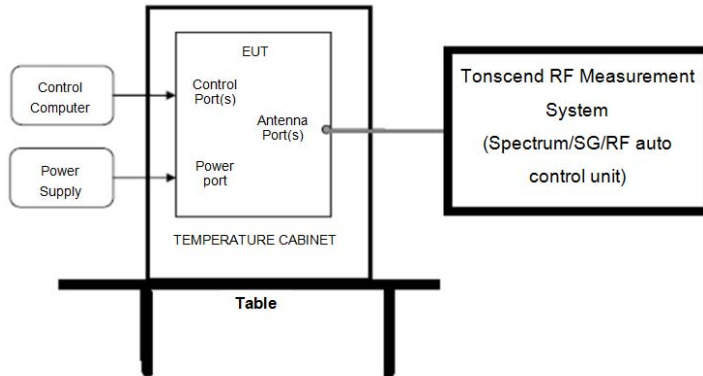 EUT
Control
Computer
Control
Port(s)
Antenna
Port(s)
Power
Supply
Power
port
TEMPERATURE CABINET
Table
Tonscend RF Measurement
System
(Spectrum/SG/RF auto
control unit)